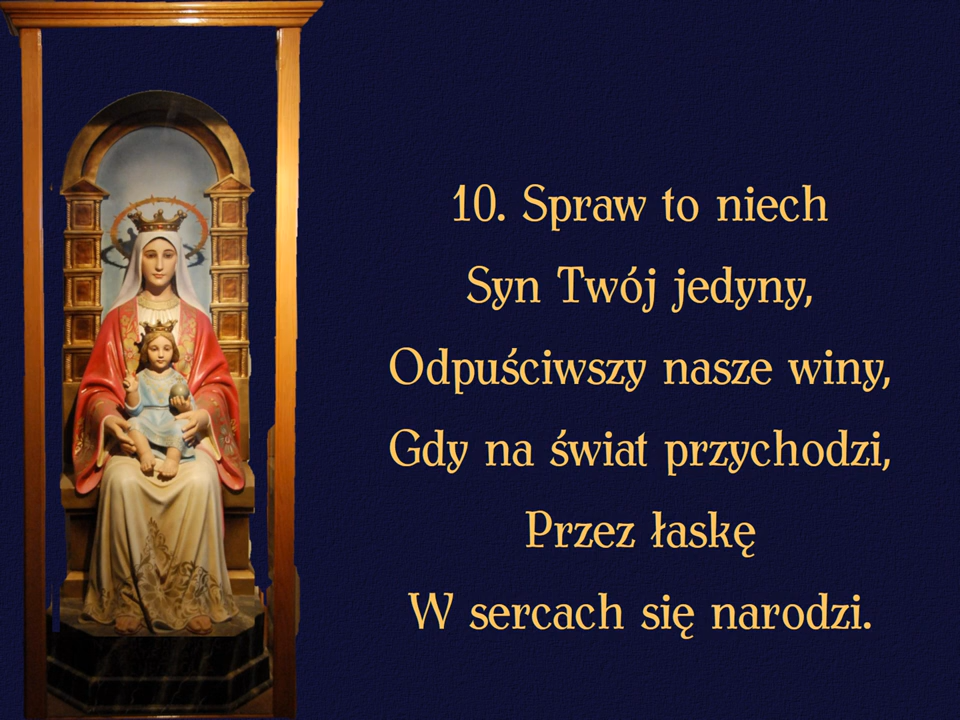 10. Spraw to niech
Syn Twój jedyny,
Odpuściwszy nasze winy,
Gdy na świat przychodzi,
Przez łaskę
W sercach się narodzi.